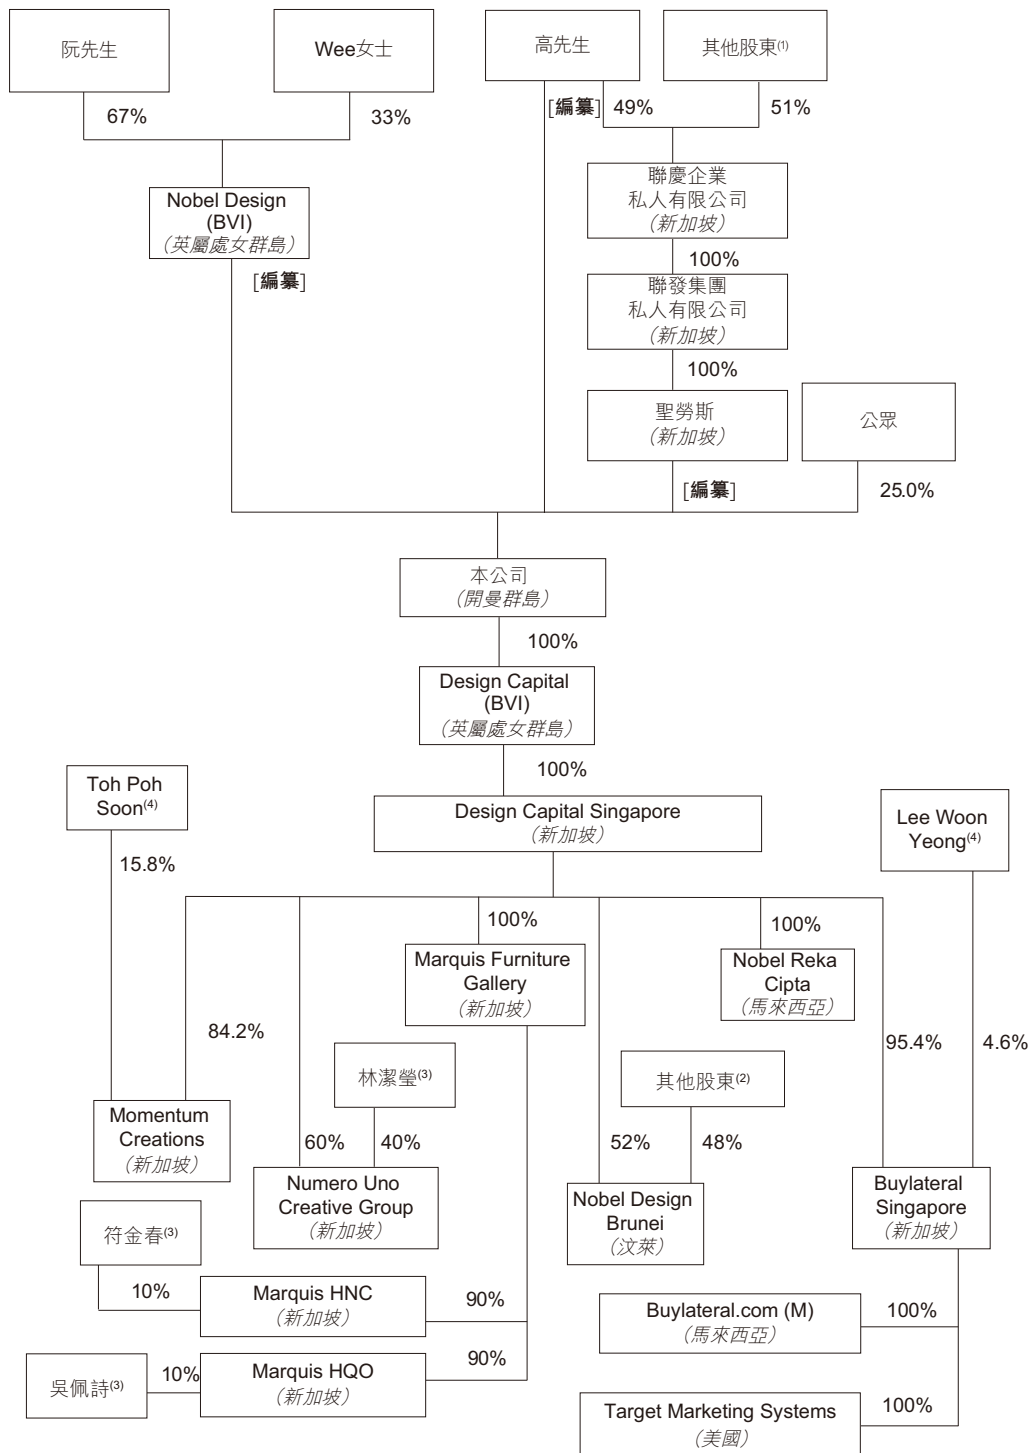 阮先生
Wee女士
高先生
其他股東(1)
67%
33%
[編纂]
49%
51%
Nobel Design
(BVI)
（英屬處女群島）
聯慶企業
私人有限公司
（新加坡）
[編纂]
100%
聯發集團
私人有限公司
（新加坡）
100%
聖勞斯
（新加坡）
公眾
[編纂]
25.0%
本公司
（開曼群島）
100%
Design Capital
(BVI)
（英屬處女群島）
100%
Toh Poh
Soon(4)
Design Capital Singapore
（新加坡）
Lee Woon
Yeong(4)
15.8%
100%
100%
Marquis Furniture
Gallery
（新加坡）
Nobel Reka
Cipta
（馬來西亞）
84.2%
95.4%
4.6%
林潔瑩(3)
其他股東(2)
Momentum
Creations
（新加坡）
60%
40%
52%
48%
Numero Uno
Creative Group
（新加坡）
Nobel Design
Brunei
（汶萊）
Buylateral
Singapore
（新加坡）
符金春(3)
10%
Marquis HNC
（新加坡）
90%
Buylateral.com (M)
（馬來西亞）
100%
吳佩詩(3)
10%
Marquis HQO
（新加坡）
90%
Target Marketing Systems
（美國）
100%